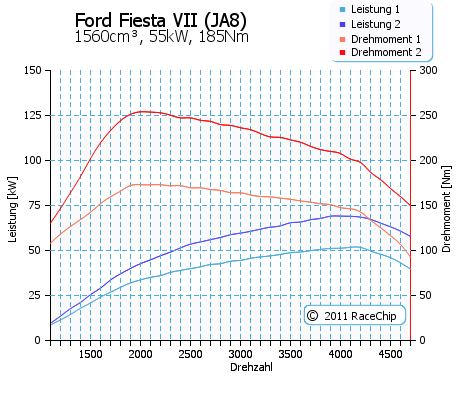 Ford Fiesta VII (JA8)
1560cm³, 55kW, 185Nm
Leistung 1
Leistung 2
Drehmoment 1
Drehmoment 2
150
125
100
75
50
25
0
Leistung [kW]
300
250
200
150
100
50
0
Drehmoment [Nm]
1500 2000 2500 3000 3500 4000 4500
Drehzahl
© 2011 RaceChip